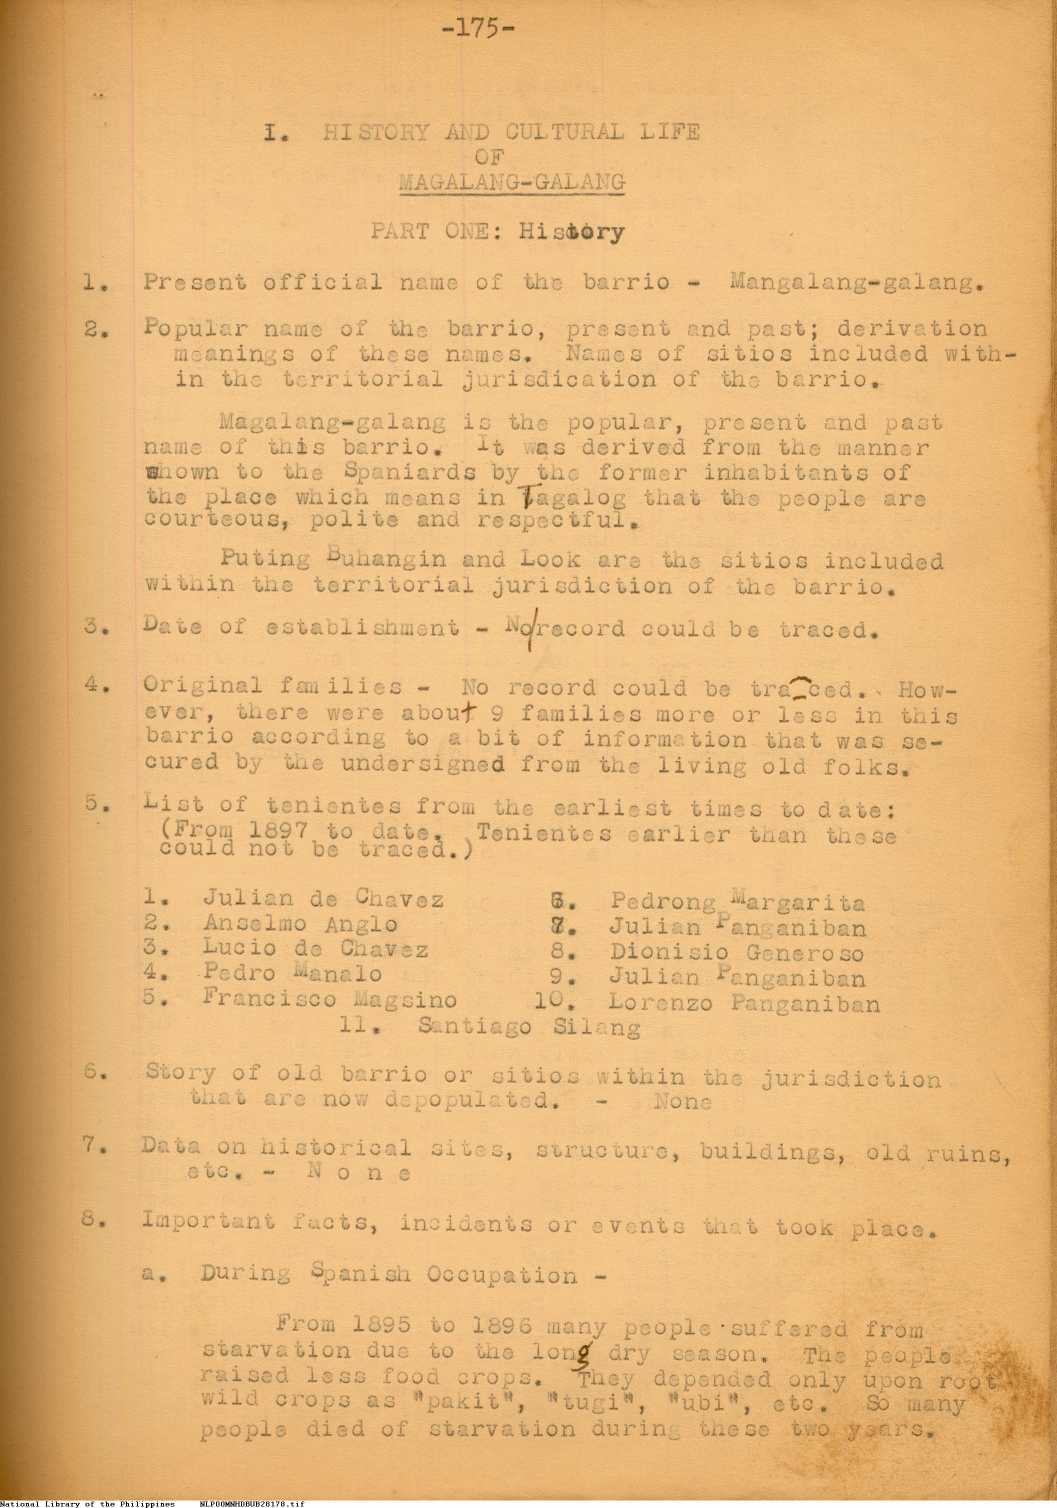 -175-
I. HISTORY AND CULTURAL LIFE
OF
MAGALANG-GALANG
PART ONE: History
1. Present official name of the barrio - Mangalang-galang.
2. Popular name of the barrio, present and past; derivation
meanings of these names. Names of sitios included with-
in the territorial jurisdication of the barrio.
Magalang-galang is the popular, present and past
name of this barrio. It was derived from the manner
shown to the Spaniards by the former inhabitants of
the place which means in Tagalog that the people are
courteous, polite and respectful.
Puting Buhangin and Look are the sitios included
within the territorial jurisdiction of the barrio.
3. Date of establishment - No/record could be traced.
4. Original families - No record could be traced. How-
ever, there were about 9 families more or less in this
barrio according to a bit of information that was se-
cured by the undersigned from the living old folks.
5. List of tenientes from the earliest times to date:
(From 1897 to date. Tenientes earlier than these
could not be traced.)
1. Julian de Chavez 6. Pedrong Margarita
2. Anselmo Anglo 7. Julian Panganiban
3. Lucio de Chavez 8. Dionisio Generoso
4. Pedro Manalo 9. Julian Panganiban
5. Francisco Magsino 10. Lorenzo Panganiban
11. Santiago Silang
6. Story of old barrio or sitios within the jurisdiction
that are now depopulated. - None
7. Data on historical sites, structure, buildings, old ruins,
etc. - N o n e
8. Important facts, incidents or events that took place.
a. During Spanish Occupation -
From 1895 to 1896 many people suffered from
starvation due to the long dry season. The people
raised less food crops. They depended only upon root
wild crops as "pakit", "tugi", "ubi", etc. So many
people died of starvation during these two years.
National Library of the Philippines NLPOOMNHDBUB28178.tif